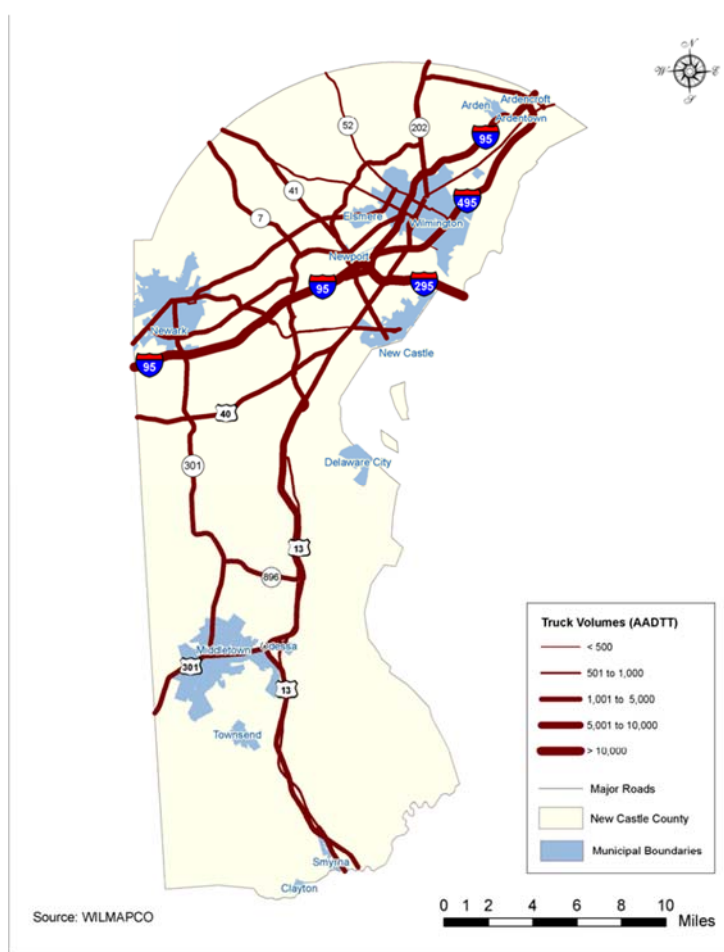 N
W E
S
Ardencroft
Arden
Ardentown
52
202
95
41
495
7
Elsmere
Wilmington
Newport
95
295
Newark
95
New Castle
40
301
Delaware City
13
896
Middletown
Odessa
301
13
Townsend
Smyrna
Clayton
Truck Volumes (AADTT)
< 500
501 to 1,000
1,001 to 5,000
5,001 to 10,000
> 10,000
Major Roads
New Castle County
Municipal Boundaries
Source: WILMAPCO
0 1 2 4 6 8 10
Miles